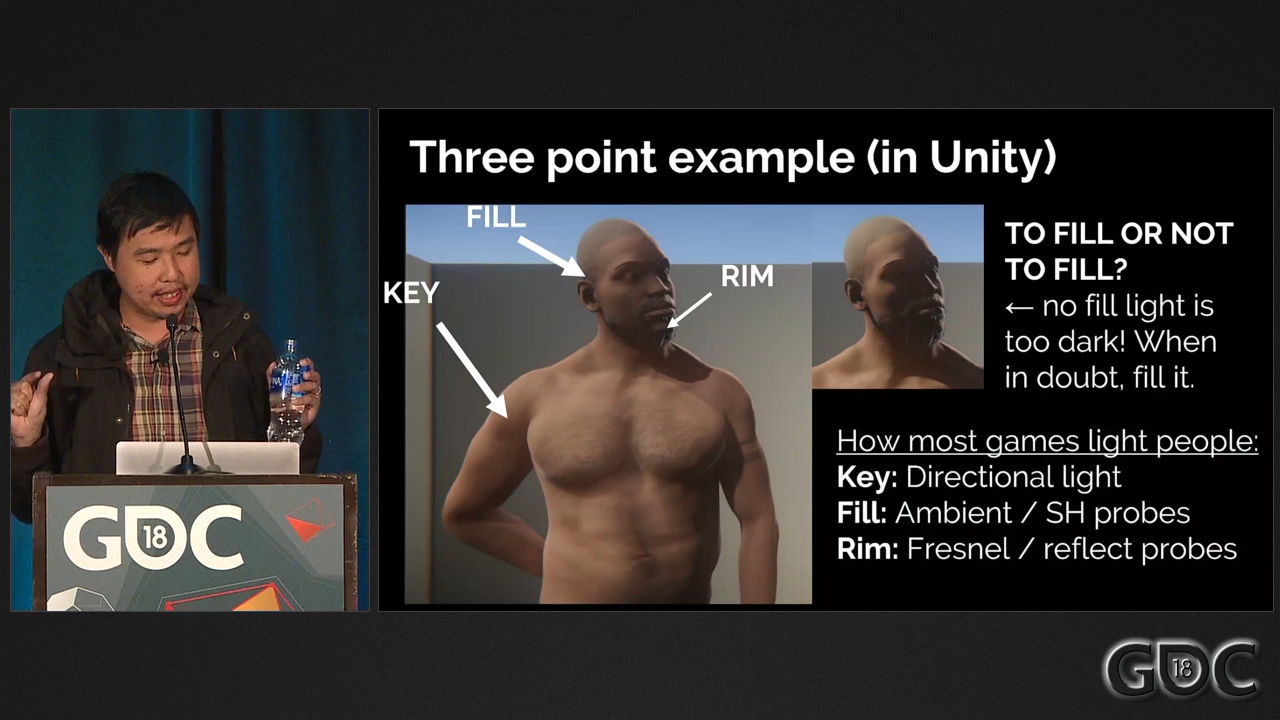 Three point example (in Unity)
FILL
KEY
RIM
TO FILL OR NOT
TO FILL?
← no fill light is
too dark! When
in doubt, fill it.
How most games light people:
Key: Directional light
Fill: Ambient / SH probes
Rim: Fresnel / reflect probes
GDC
18
GDC
18